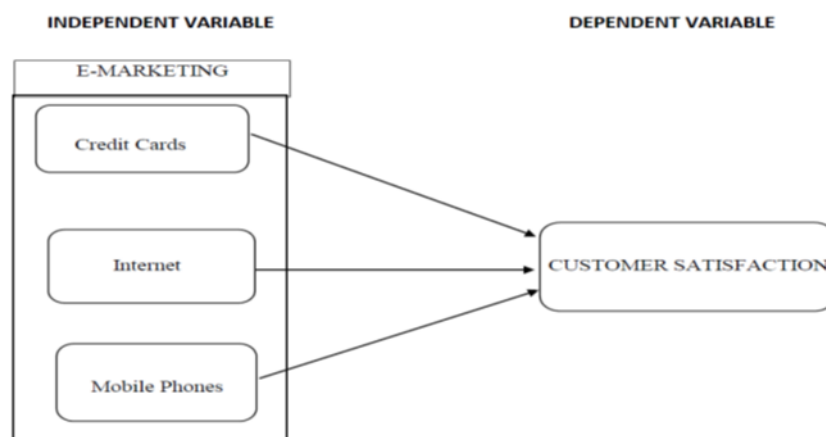 INDEPENDENT VARIABLE
DEPENDENT VARIABLE
E-MARKETING
Credit Cards
Internet
CUSTOMER SATISFACTION
Mobile Phones